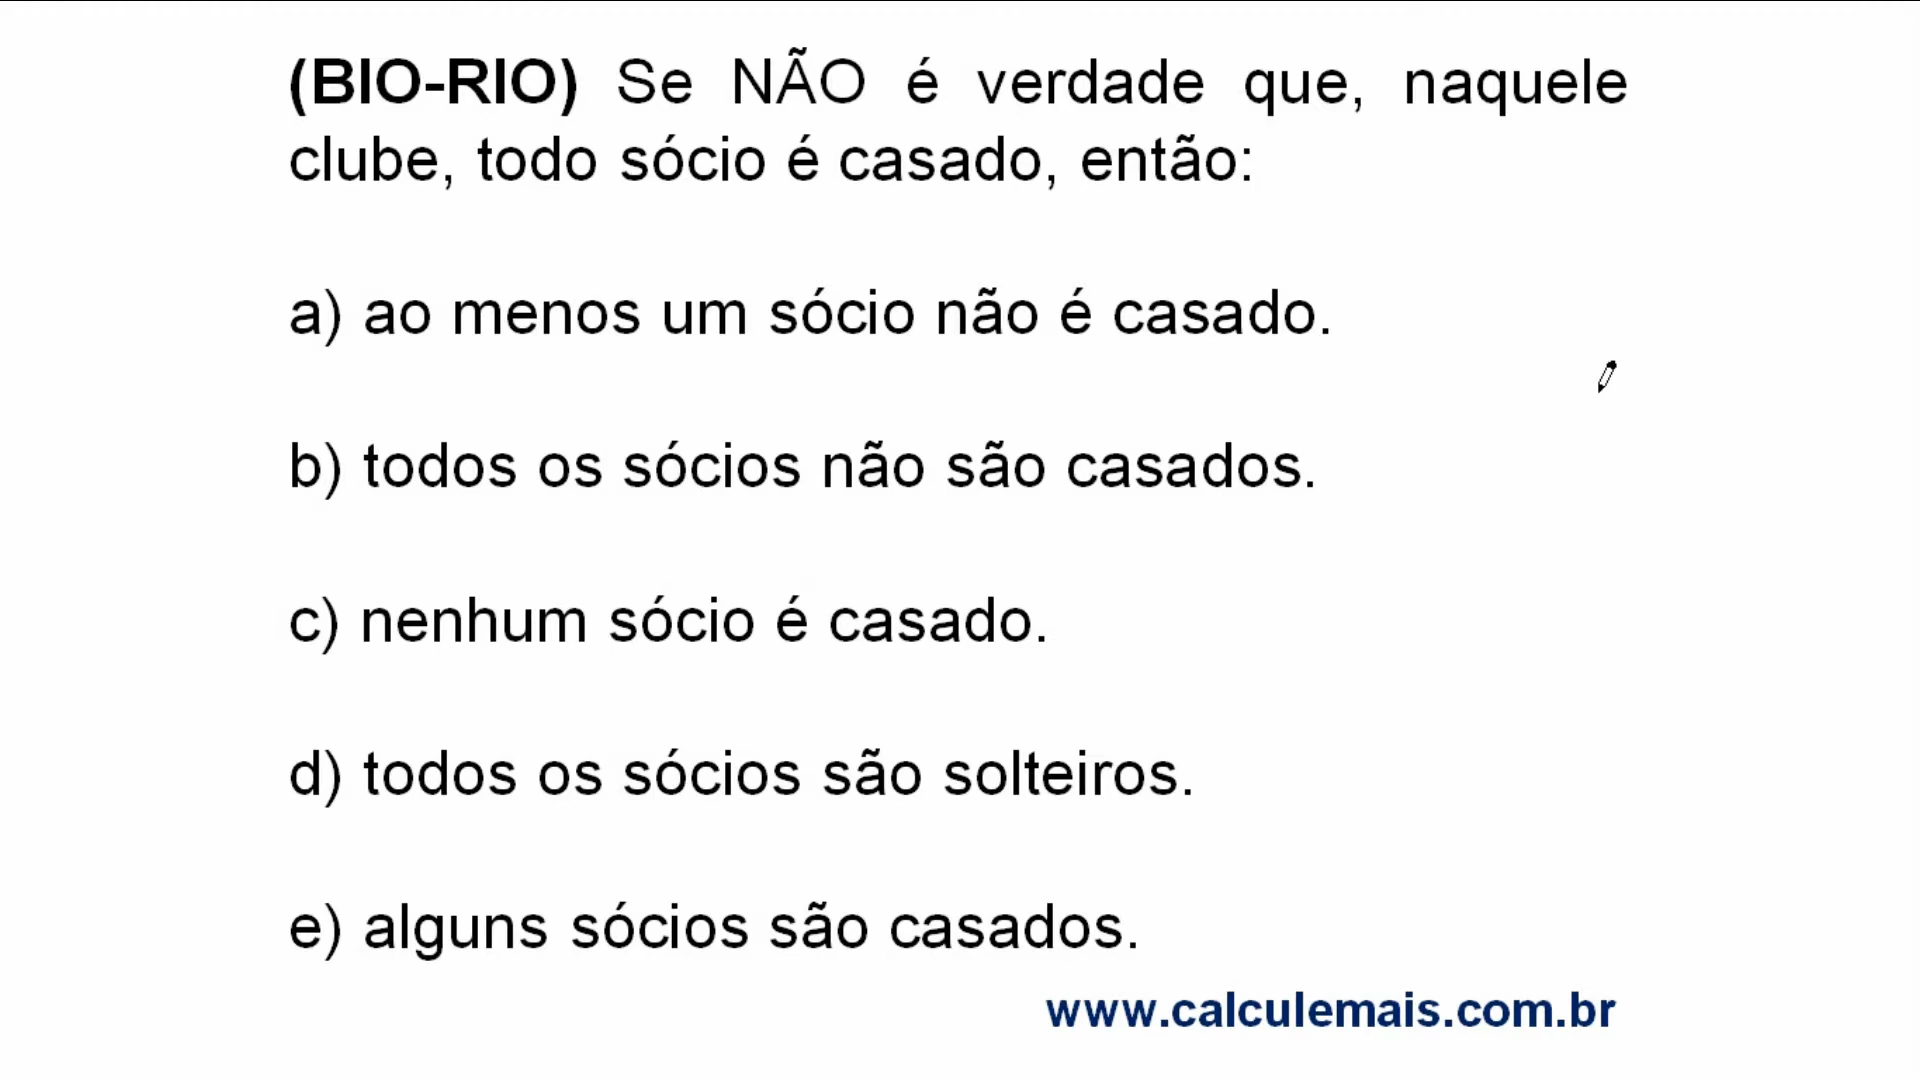 (BIO-RIO) Se NÃO é verdade que, naquele
clube, todo sócio é casado, então:
a) ao menos um sócio não é casado.
b) todos os sócios não são casados.
c) nenhum sócio é casado.
d) todos os sócios são solteiros.
e) alguns sócios são casados.
www.calculemais.com.br